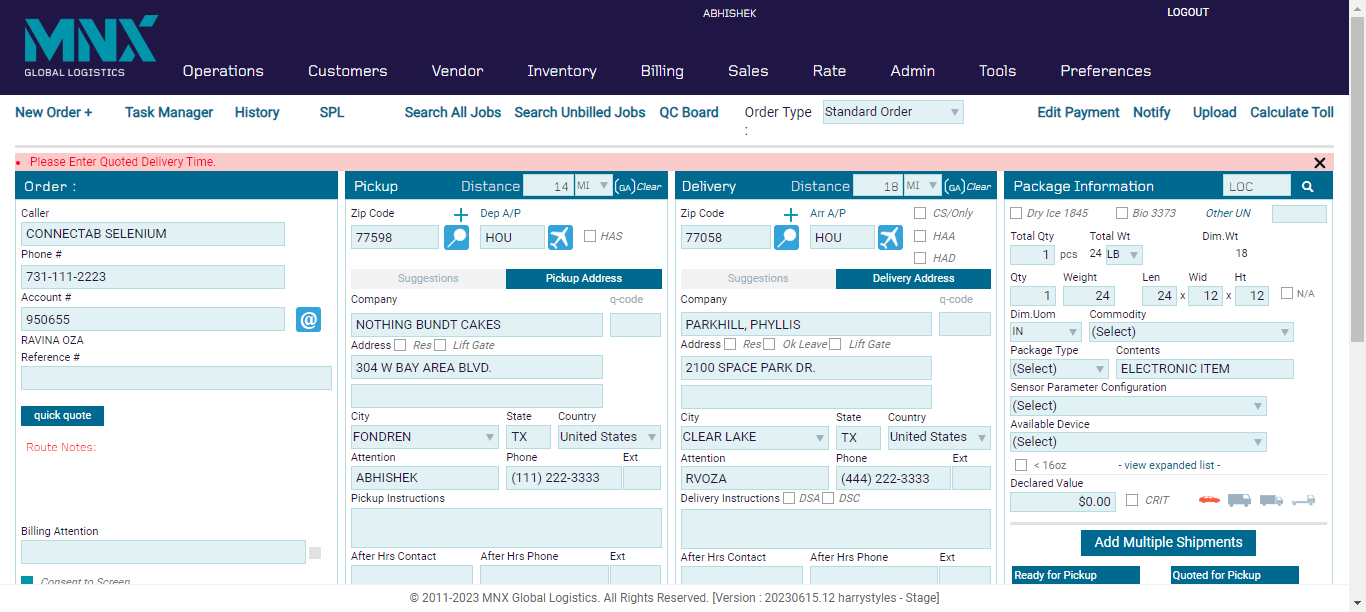 MNX
GLOBAL LOGISTICS
ABHISHEK
LOGOUT
Operations Customers Vendor Inventory Billing Sales Rate Admin Tools Preferences
New Order + Task Manager History SPL Search All Jobs Search Unbilled Jobs QC Board Order Type : Standard Order Edit Payment Notify Upload Calculate Toll
Please Enter Quoted Delivery Time.
Order :
Caller
CONNECTAB SELENIUM
Phone #
731-111-2223
Account #
950655
@
RAVINA OZA
Reference #
quick quote
Route Notes:
Billing Attention
Consent to Screen
Pickup Distance 14 MI (GA) Clear
Zip Code + Dep A/P
77598 HOU HAS
Suggestions Pickup Address
Company q-code
NOTHING BUNDT CAKES
Address Res Lift Gate
304 W BAY AREA BLVD.
City State Country
FONDREN TX United States
Attention Phone Ext
ABHISHEK (111) 222-3333
Pickup Instructions
After Hrs Contact After Hrs Phone Ext
Delivery Distance 18 MI (GA) Clear
Zip Code + Arr A/P CS/Only
77058 HOU HAA
HAD
Suggestions Delivery Address
Company q-code
PARKHILL, PHYLLIS
Address Res Ok Leave Lift Gate
2100 SPACE PARK DR.
City State Country
CLEAR LAKE TX United States
Attention Phone Ext
RVOZA (444) 222-3333
Delivery Instructions DSA DSC
After Hrs Contact After Hrs Phone Ext
Package Information LOC
Dry Ice 1845 Bio 3373 Other UN
Total Qty Total Wt Dim.Wt
1 pcs 24 LB 18
Qty Weight Len Wid Ht
1 24 24 x 12 x 12 N/A
Dim.Uom Commodity
IN (Select)
Package Type Contents
(Select) ELECTRONIC ITEM
Sensor Parameter Configuration
(Select)
Available Device
(Select)
< 16oz - view expanded list -
Declared Value
$0.00 CRIT
Add Multiple Shipments
Ready for Pickup Quoted for Pickup
© 2011-2023 MNX Global Logistics. All Rights Reserved. [Version : 20230615.12 harrystyles - Stage]